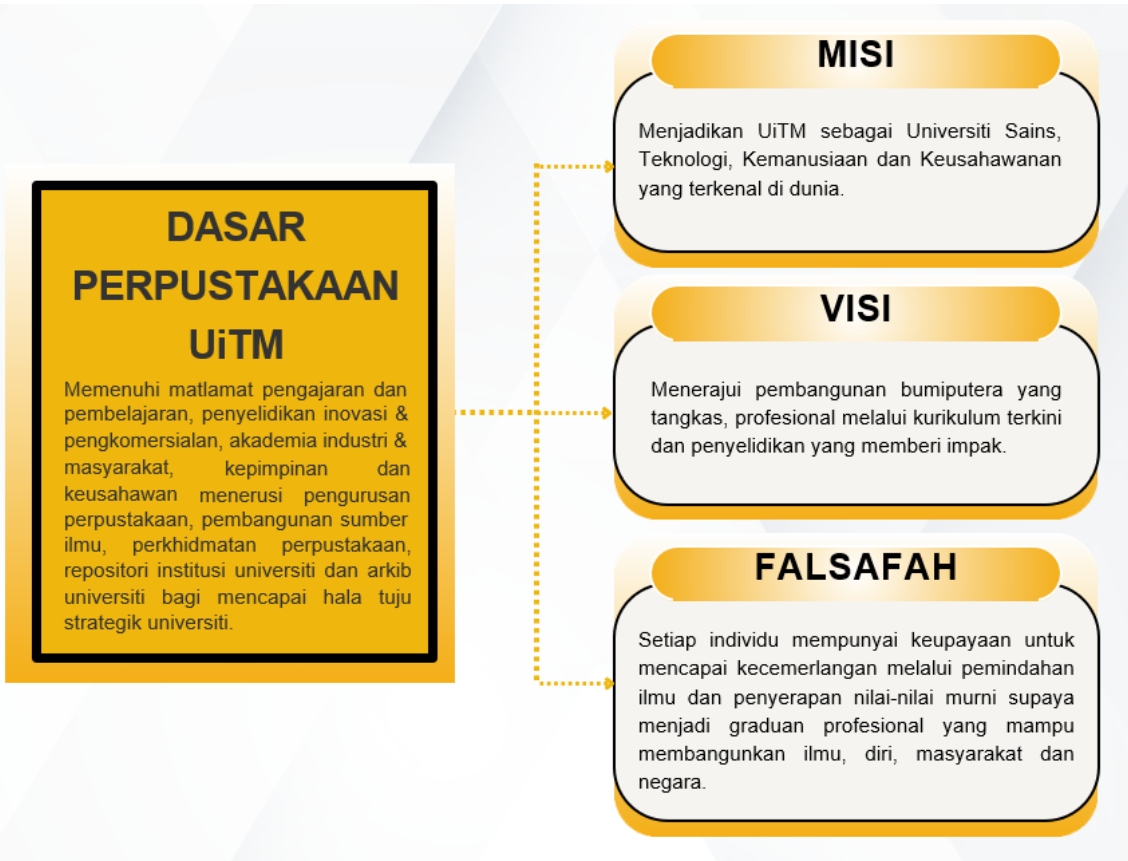 DASAR
PERPUSTAKAAN
UiTM
Memenuhi matlamat pengajaran dan
pembelajaran, penyelidikan inovasi &
pengkomersialan, akademia industri &
masyarakat, kepimpinan dan
keusahawan menerusi pengurusan
perpustakaan, pembangunan sumber
ilmu, perkhidmatan perpustakaan,
repositori institusi universiti dan arkib
universiti bagi mencapai hala tuju
strategik universiti.
MISI
Menjadikan UiTM sebagai Universiti Sains,
Teknologi, Kemanusiaan dan Keusahawanan
yang terkenal di dunia.
VISI
Menerajui pembangunan bumiputera yang
tangkas, profesional melalui kurikulum terkini
dan penyelidikan yang memberi impak.
FALSAFAH
Setiap individu mempunyai keupayaan untuk
mencapai kecemerlangan melalui pemindahan
ilmu dan penyerapan nilai-nilai murni supaya
menjadi graduan profesional yang mampu
membangunkan ilmu, diri, masyarakat dan
negara.